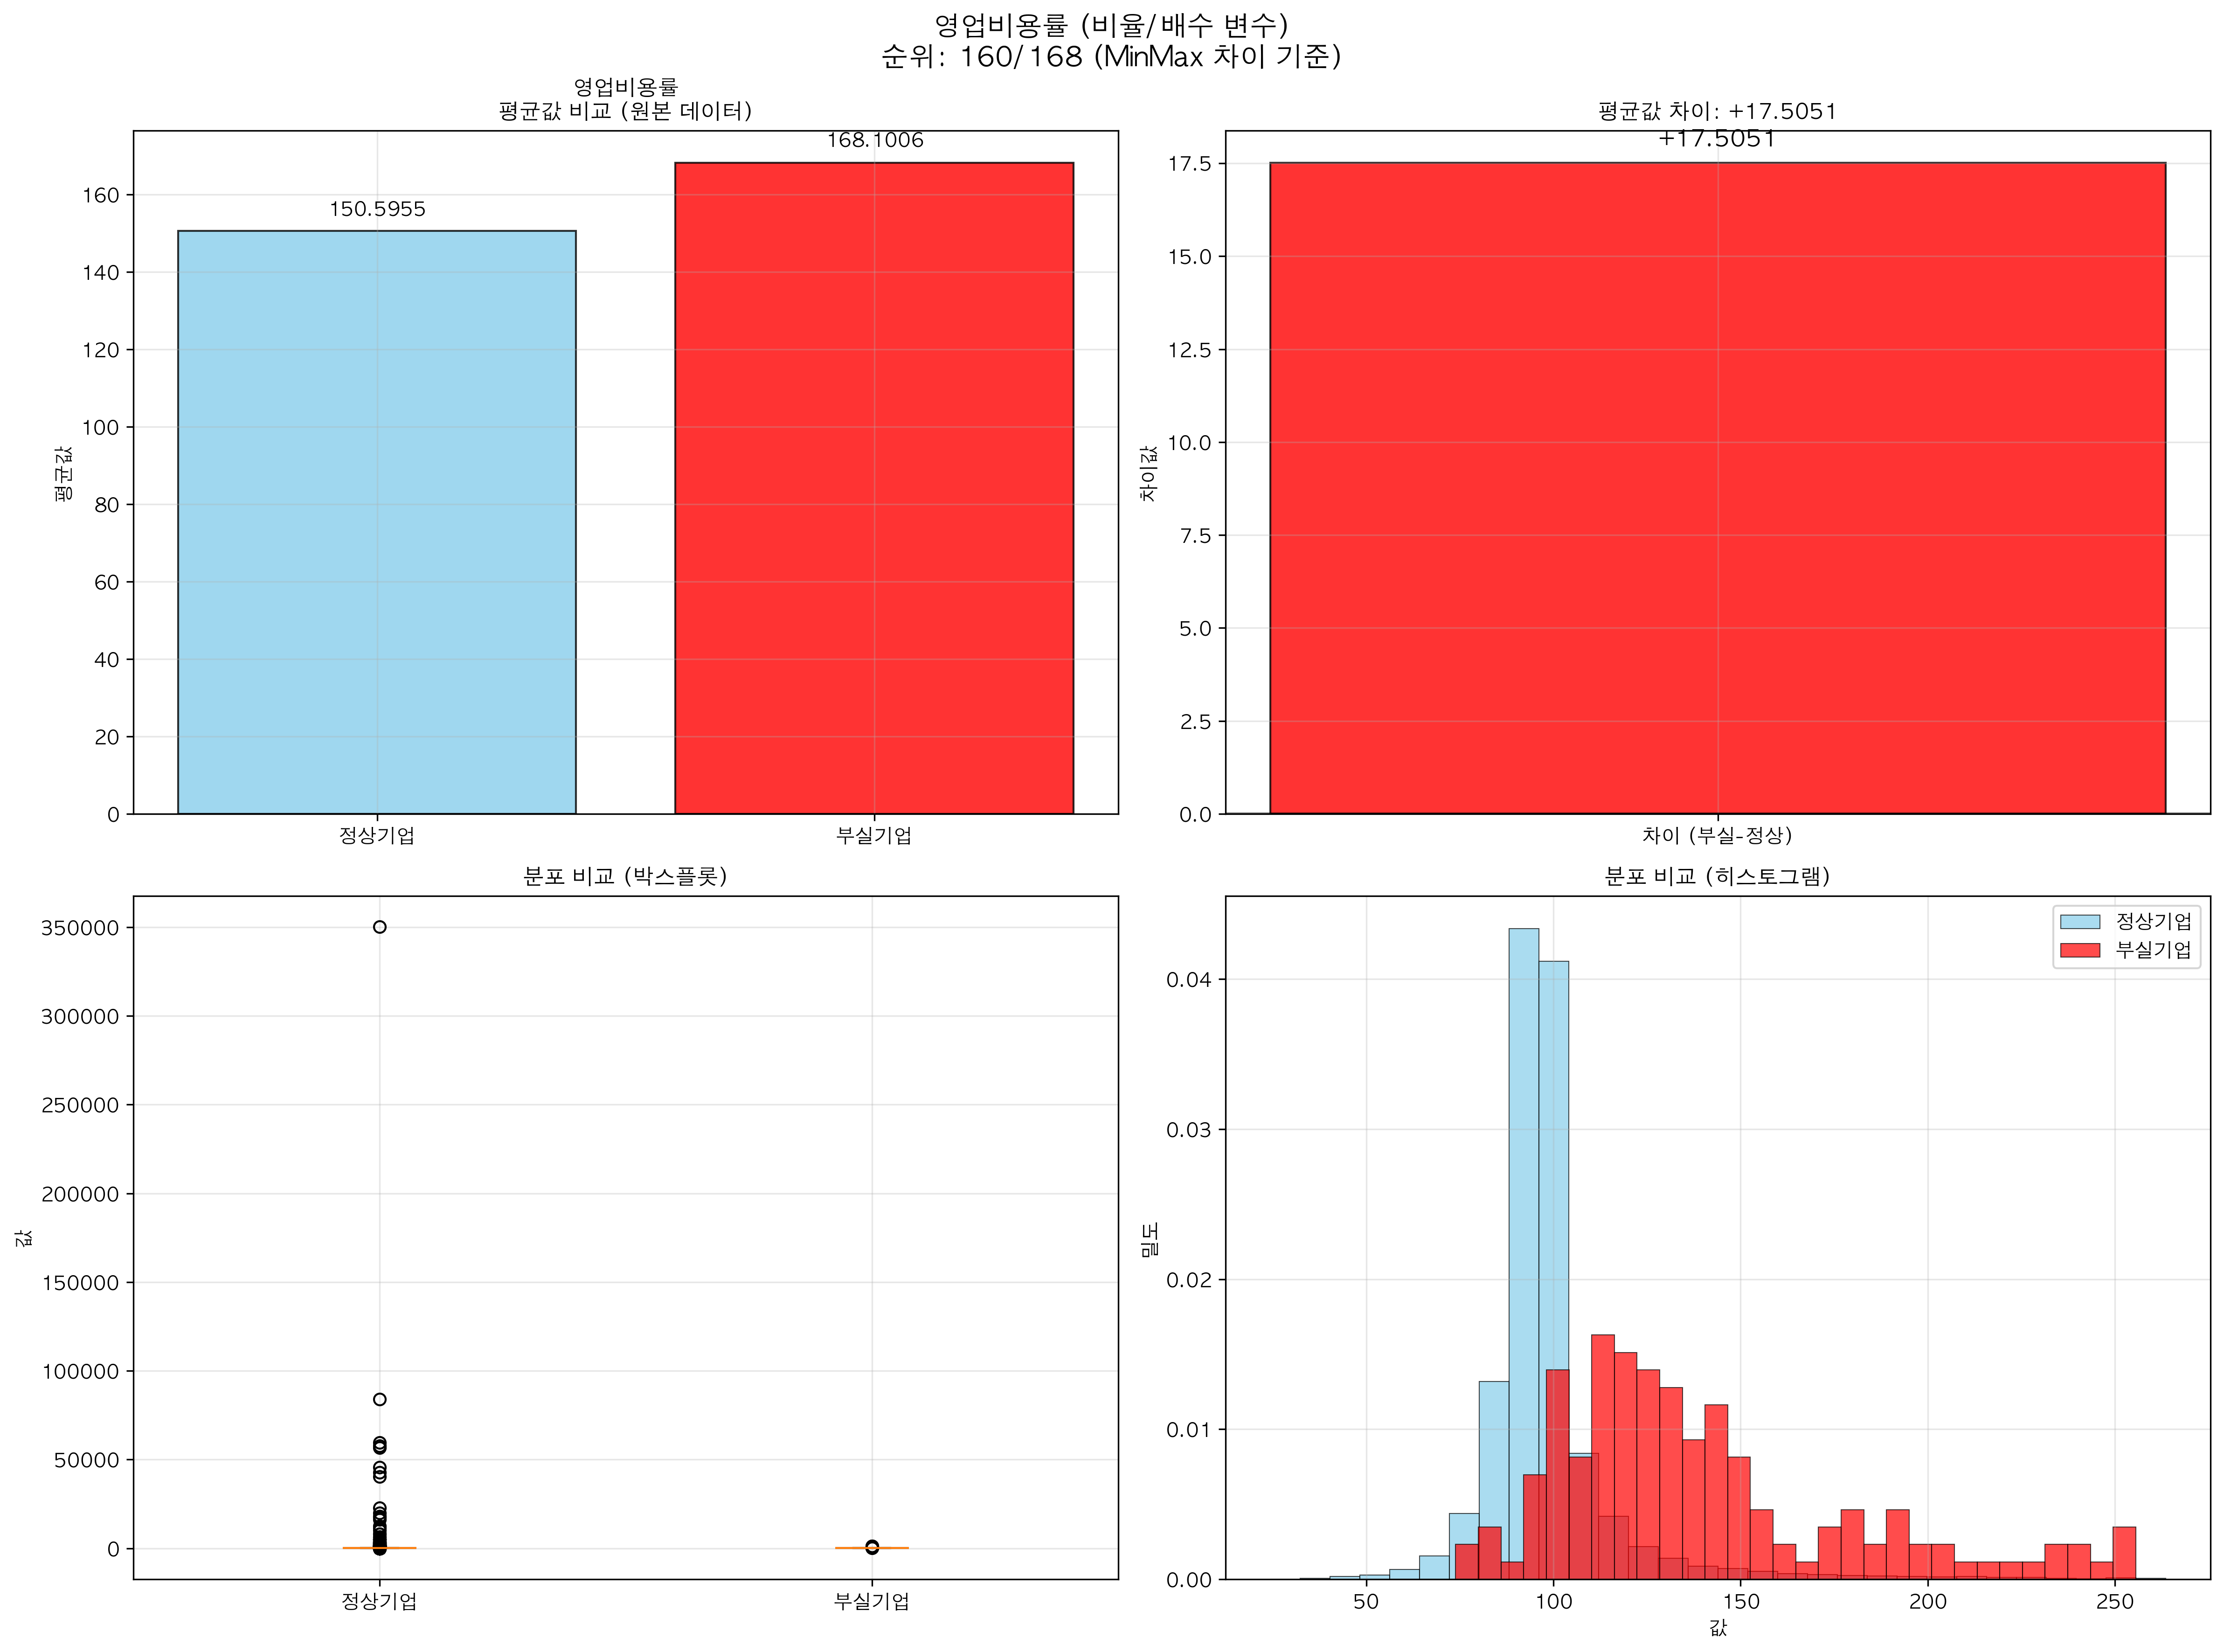 영업비용률 (비율/배수 변수)
순위: 160/168 (MinMax 차이 기준)
영업비용률
평균값 비교 (원본 데이터)
168.1006
150.5955
160
140
120
100
80
60
40
20
0
평균값
정상기업
부실기업
평균값 차이: +17.5051
+17.5051
17.5
15.0
12.5
10.0
7.5
5.0
2.5
0.0
차이값
차이 (부실-정상)
분포 비교 (박스플롯)
350000
300000
250000
200000
150000
100000
50000
0
값
정상기업
부실기업
분포 비교 (히스토그램)
정상기업
부실기업
0.04
0.03
0.02
0.01
0.00
밀도
50
100
150
200
250
값